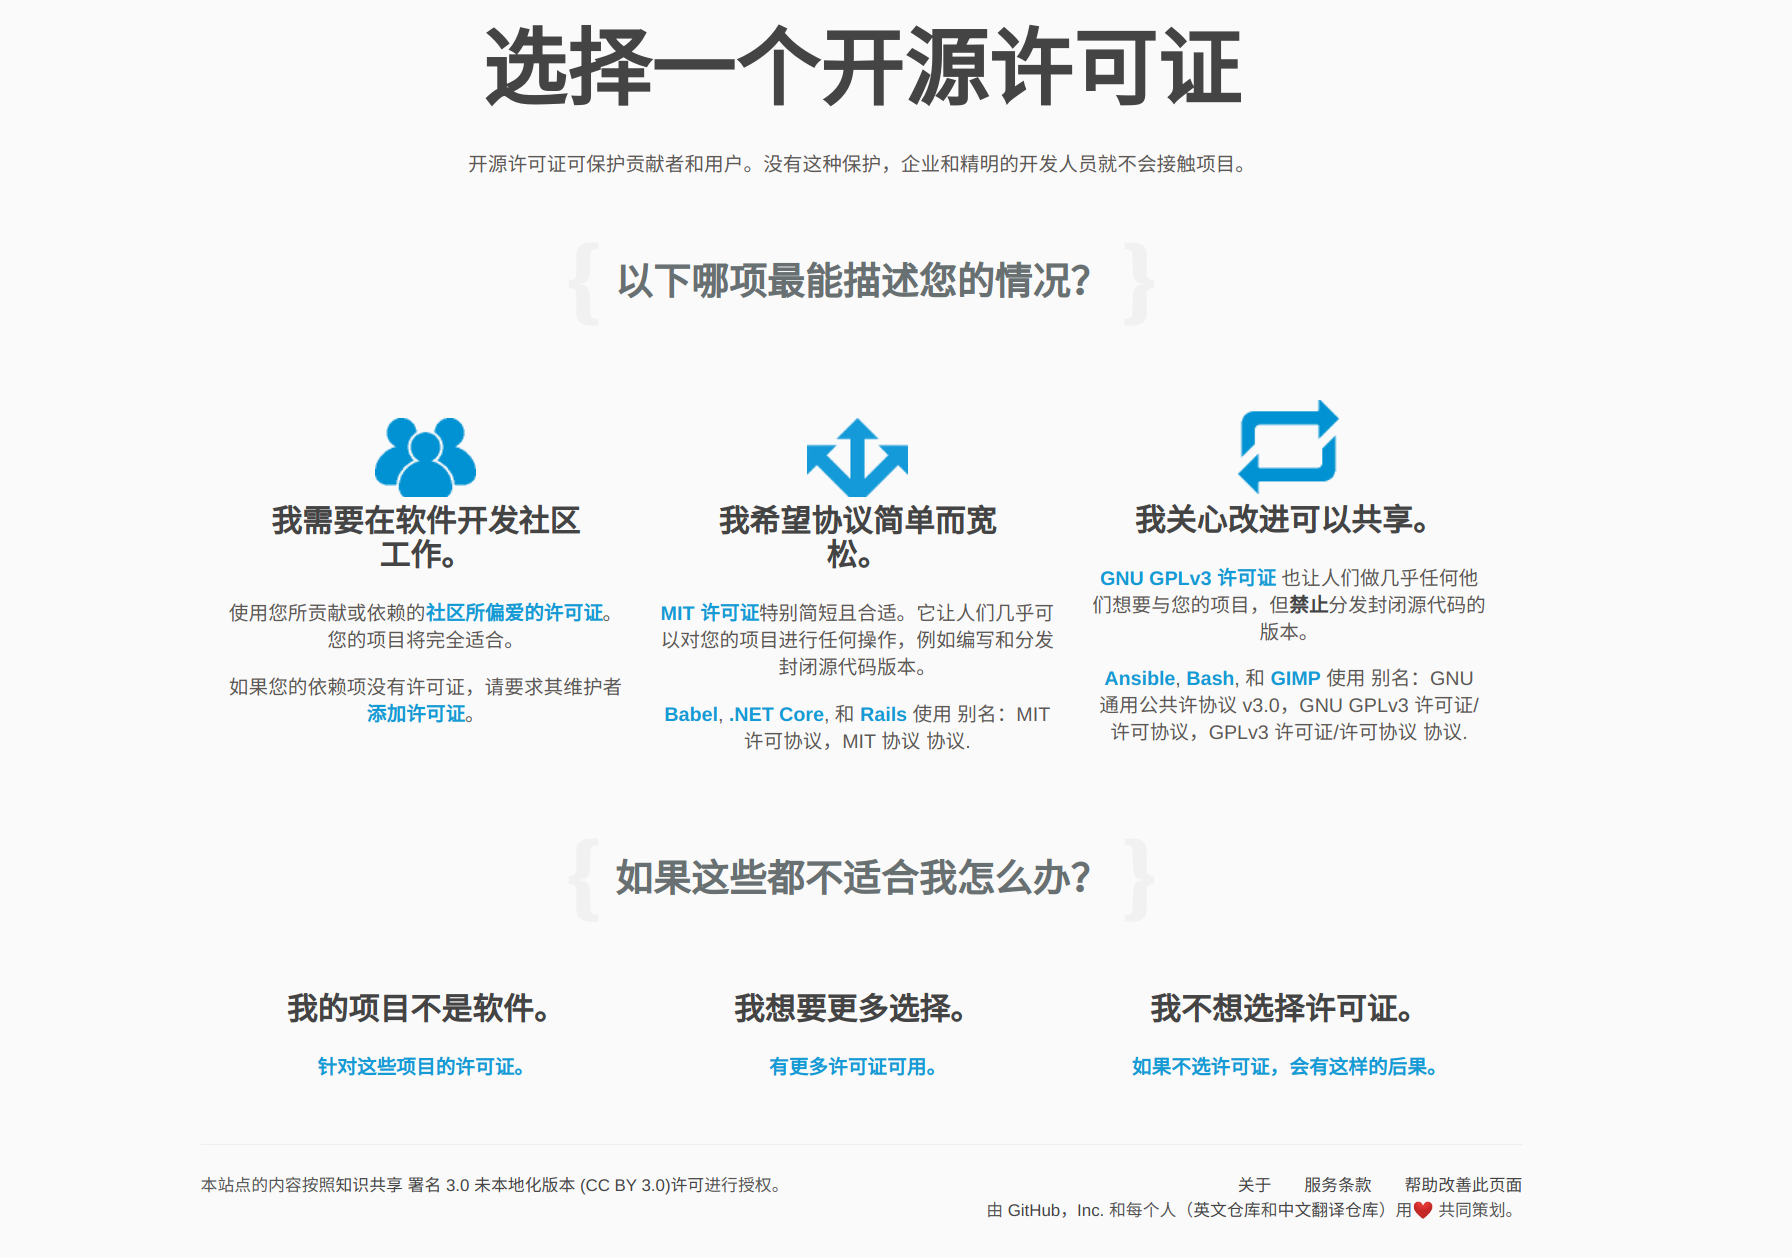 选择一个开源许可证
开源许可证可保护贡献者和用户。没有这种保护，企业和精明的开发人员就不会接触项目。
{ 以下哪项最能描述您的情况？ }
我需要在软件开发社区
工作。
使用您所贡献或依赖的社区所偏爱的许可证。
您的项目将完全适合。
如果您的依赖项没有许可证，请要求其维护者
添加许可证。
我希望协议简单而宽
松。
MIT 许可证特别简短且合适。它让人们几乎可
以对您的项目进行任何操作，例如编写和分发
封闭源代码版本。
Babel, .NET Core, 和 Rails 使用 别名：MIT
许可协议，MIT 协议 协议.
我关心改进可以共享。
GNU GPLv3 许可证 也让人们做几乎任何他
们想要与您的项目，但禁止分发封闭源代码的
版本。
Ansible, Bash, 和 GIMP 使用 别名：GNU
通用公共许协议 v3.0，GNU GPLv3 许可证/
许可协议，GPLv3 许可证/许可协议 协议.
{ 如果这些都不适合我怎么办？ }
我的项目不是软件。
针对这些项目的许可证。
我想要更多选择。
有更多许可证可用。
我不想选择许可证。
如果不选许可证，会有这样的后果。
本站点的内容按照知识共享 署名 3.0 未本地化版本 (CC BY 3.0)许可进行授权。
关于 服务条款 帮助改善此页面
由 GitHub，Inc. 和每个人（英文仓库和中文翻译仓库）用❤️ 共同策划。